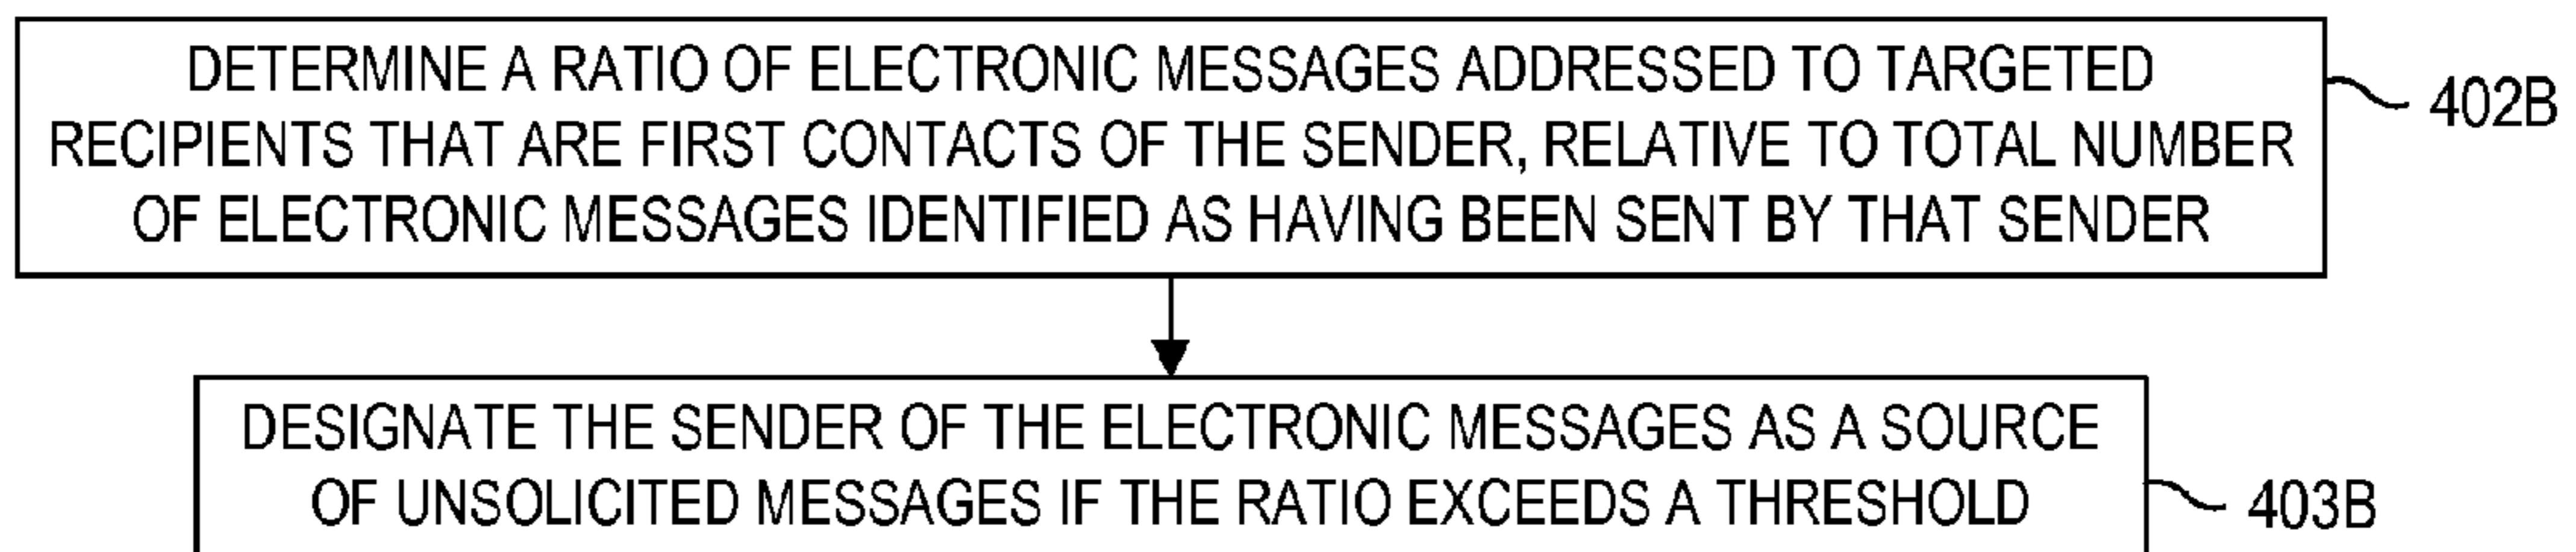 DETERMINE A RATIO OF ELECTRONIC MESSAGES ADDRESSED TO TARGETED
RECIPIENTS THAT ARE FIRST CONTACTS OF THE SENDER, RELATIVE TO TOTAL NUMBER
OF ELECTRONIC MESSAGES IDENTIFIED AS HAVING BEEN SENT BY THAT SENDER
402B
DESIGNATE THE SENDER OF THE ELECTRONIC MESSAGES AS A SOURCE
OF UNSOLICITED MESSAGES IF THE RATIO EXCEEDS A THRESHOLD
403B